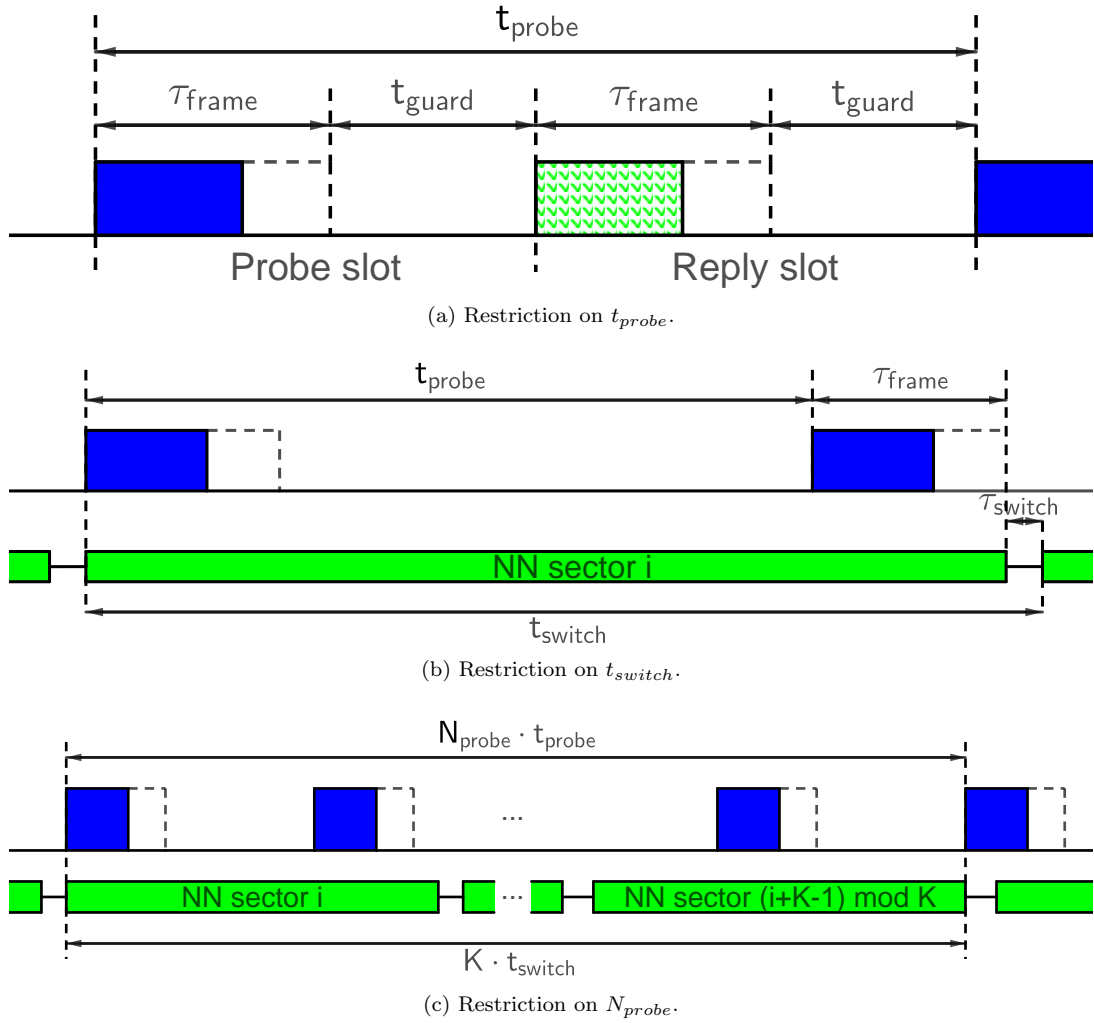 t_probe
τ_frame t_guard τ_frame t_guard
Probe slot Reply slot
(a) Restriction on t_probe.
t_probe τ_frame
τ_switch
NN sector i
t_switch
(b) Restriction on t_switch.
N_probe · t_probe
...
NN sector i ... NN sector (i+K-1) mod K
K · t_switch
(c) Restriction on N_probe.